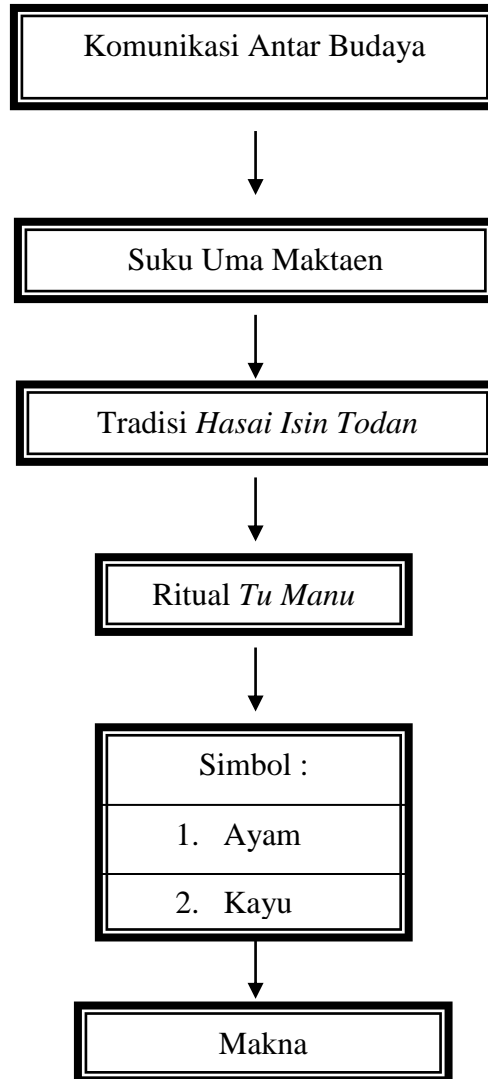 Komunikasi Antar Budaya
Suku Uma Maktaen
Tradisi Hasai Isin Todan
Ritual Tu Manu
Simbol :
1. Ayam
2. Kayu
Makna